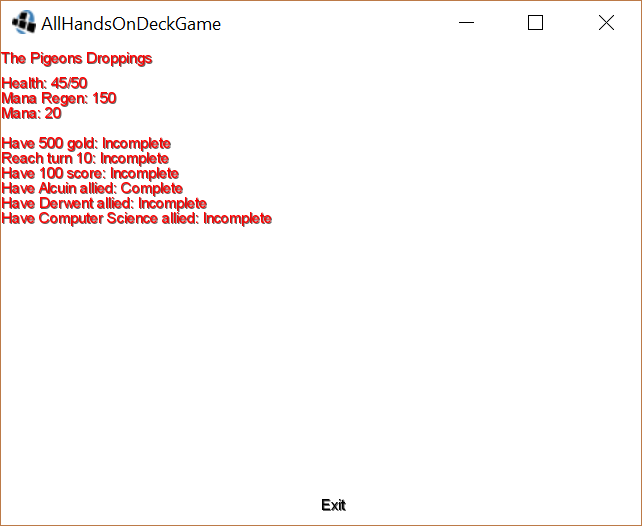 AllHandsOnDeckGame
The Pigeons Droppings
Health: 45/50
Mana Regen: 150
Mana: 20
Have 500 gold: Incomplete
Reach turn 10: Incomplete
Have 100 score: Incomplete
Have Alcuin allied: Complete
Have Derwent allied: Incomplete
Have Computer Science allied: Incomplete
Exit